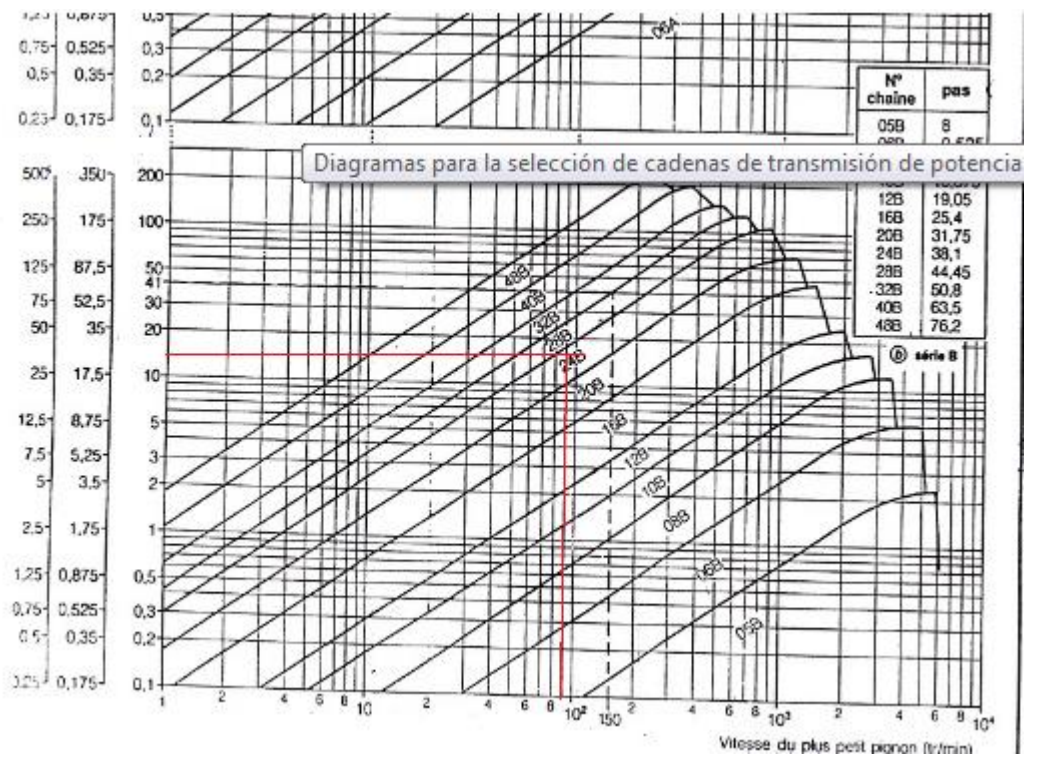 0,75 0,525 0,3
0,5 0,35 0,2
0,175 0,1
06A
N° chaîne pas
05B 8
Diagramas para la selección de cadenas de transmisión de potencia
12B 19,05
16B 25,4
20B 31,75
24B 38,1
28B 44,45
32B 50,8
40B 63,5
48B 76,2
D série B
500 350 200
250 175 100
125 87,5 50
41
75 52,5 30
50 35 20
25 17,5 10
12,5 8,75 5
7,5 5,25 3
5 3,5 2
2,5 1,75 1
1,25 0,875 0,5
0,75 0,525 0,3
0,5 0,35 0,2
0,175 0,1
48B
40B
32B
28B
24B
20B
16B
12B
10B
08B
06B
05B
1 2 4 6 8 10 2 4 6 8 10² 150 2 4 6 8 10³ 2 4 6 8 10⁴
Vitesse du plus petit pignon (tr/min)